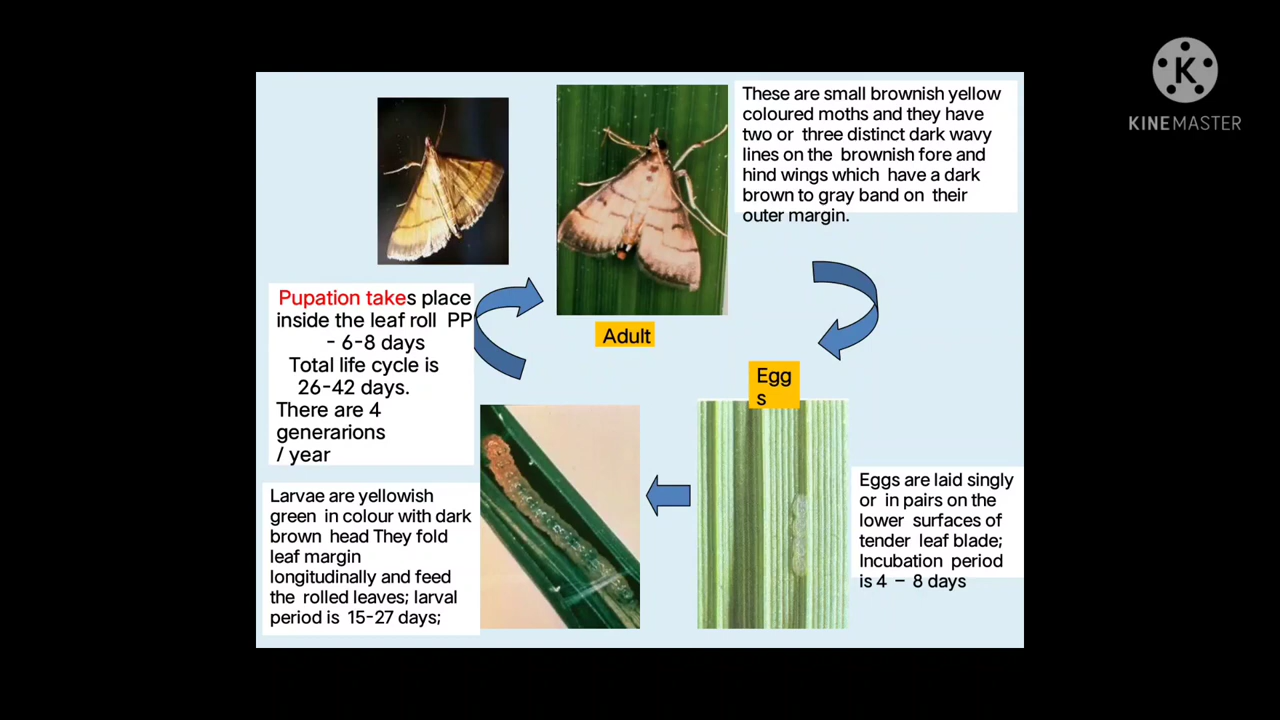 These are small brownish yellow
coloured moths and they have
two or three distinct dark wavy
lines on the brownish fore and
hind wings which have a dark
brown to gray band on their
outer margin.
KINEMASTER
Adult
Pupation takes place
inside the leaf roll PP
- 6-8 days
Total life cycle is
26-42 days.
There are 4
generarions
/ year
Egg
s
Eggs are laid singly
or in pairs on the
lower surfaces of
tender leaf blade;
Incubation period
is 4 – 8 days
Larvae are yellowish
green in colour with dark
brown head They fold
leaf margin
longitudinally and feed
the rolled leaves; larval
period is 15-27 days;